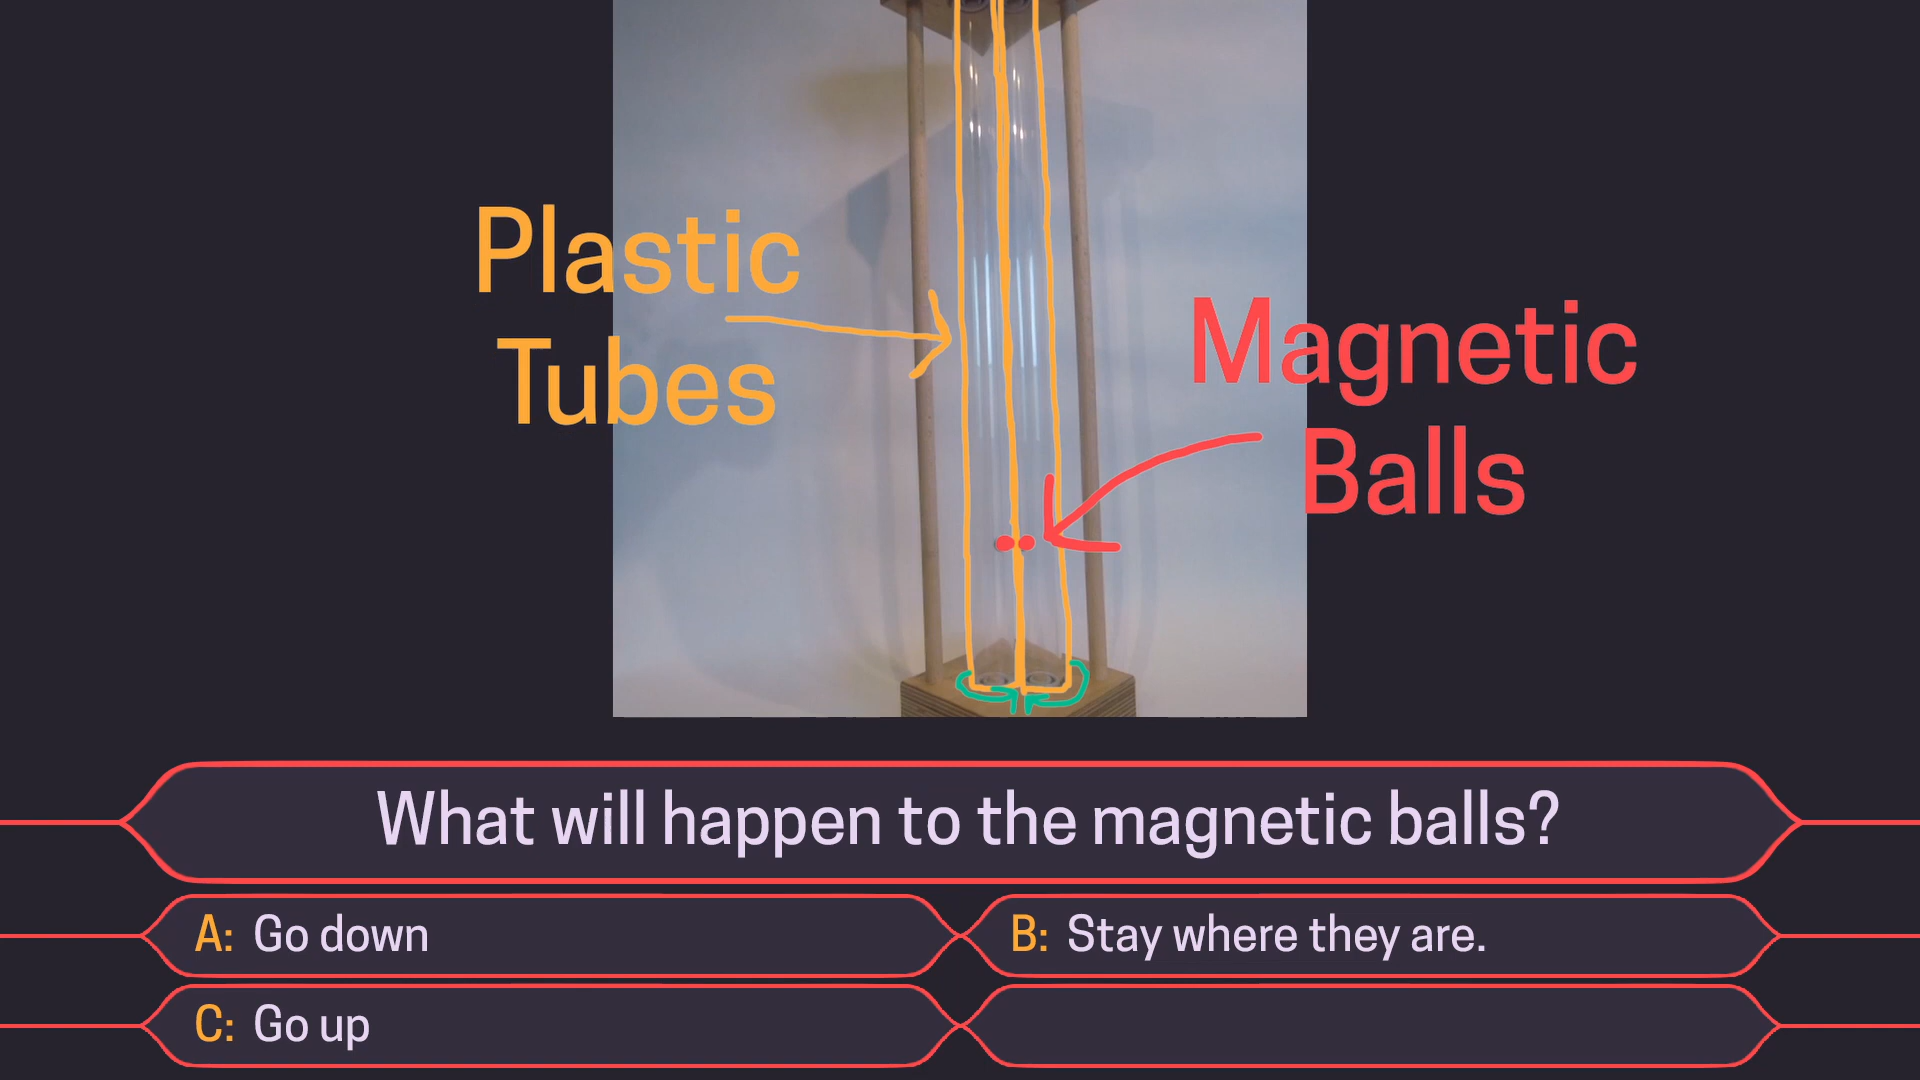 Plastic
Tubes
Magnetic
Balls
What will happen to the magnetic balls?
A: Go down
B: Stay where they are.
C: Go up